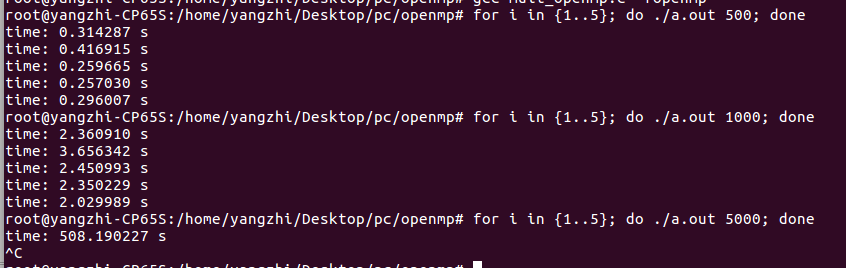 root@yangzhi-CP65S:/home/yangzhi/Desktop/pc/openmp# gcc
root@yangzhi-CP65S:/home/yangzhi/Desktop/pc/openmp# for i in {1..5}; do ./a.out 500; done
time: 0.314287 s
time: 0.416915 s
time: 0.259665 s
time: 0.257030 s
time: 0.296007 s
root@yangzhi-CP65S:/home/yangzhi/Desktop/pc/openmp# for i in {1..5}; do ./a.out 1000; done
time: 2.360910 s
time: 3.656342 s
time: 2.450993 s
time: 2.350229 s
time: 2.029989 s
root@yangzhi-CP65S:/home/yangzhi/Desktop/pc/openmp# for i in {1..5}; do ./a.out 5000; done
time: 508.190227 s
^C
root@yangzhi-CP65S:/home/yangzhi/Desktop/pc/openmp#